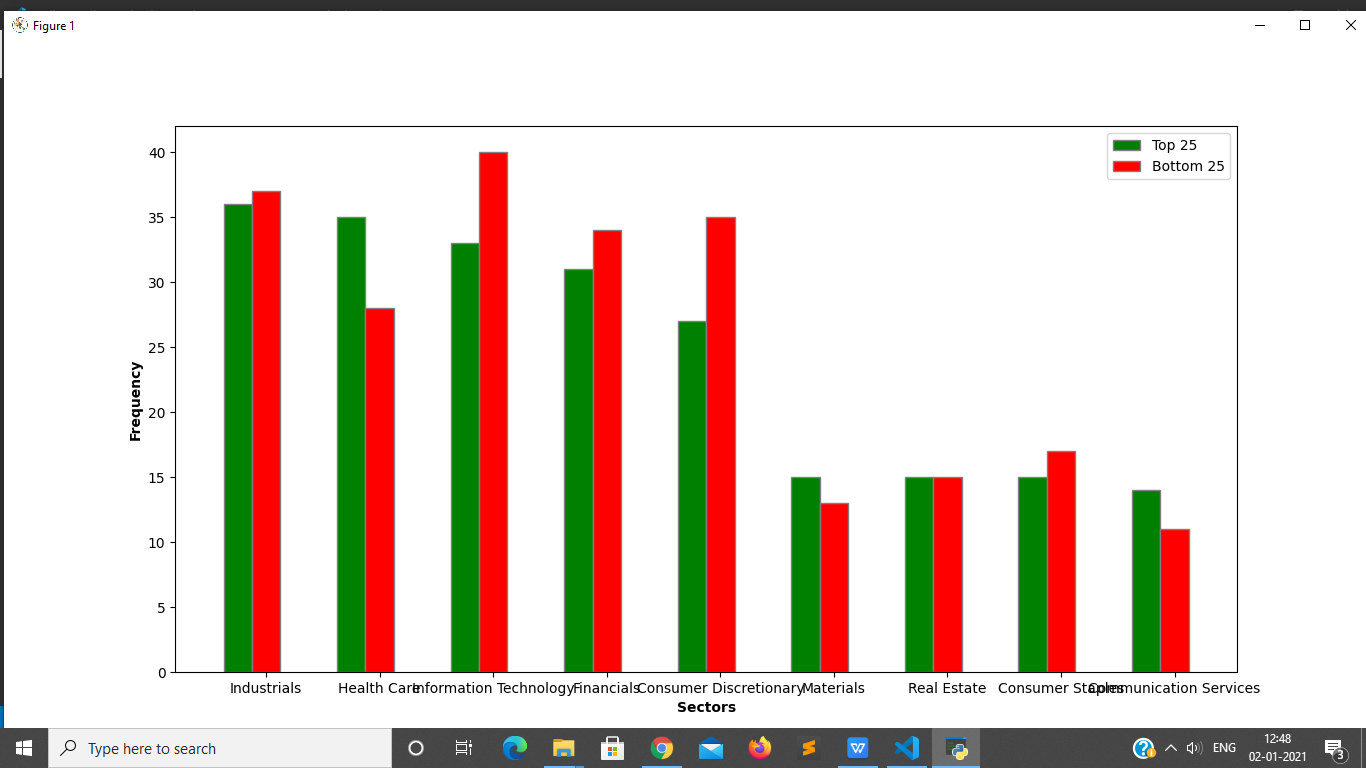 Figure 1
Top 25
Bottom 25
40
35
30
25
20
15
10
5
0
Frequency
Industrials
Health Care
Information Technology
Financials
Consumer Discretionary
Materials
Real Estate
Consumer Staples
Communication Services
Sectors
Type here to search
ENG
12:48
02-01-2021
3